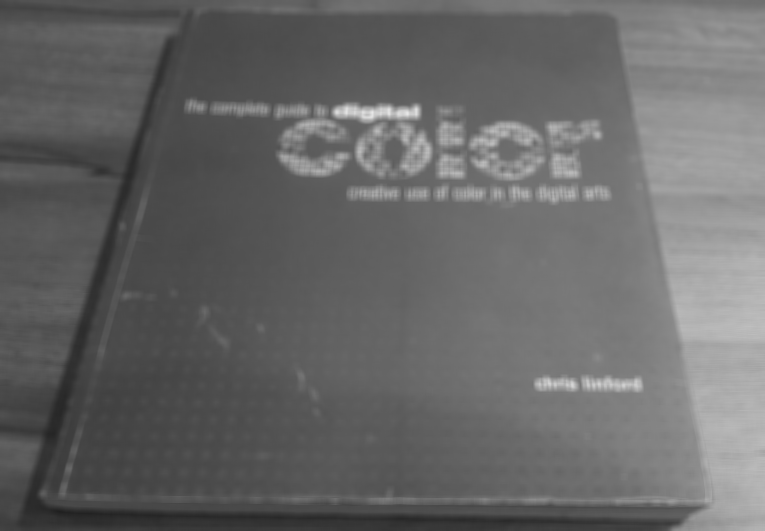 the complete guide to digital
color
creative use of color in the digital arts
chris linford